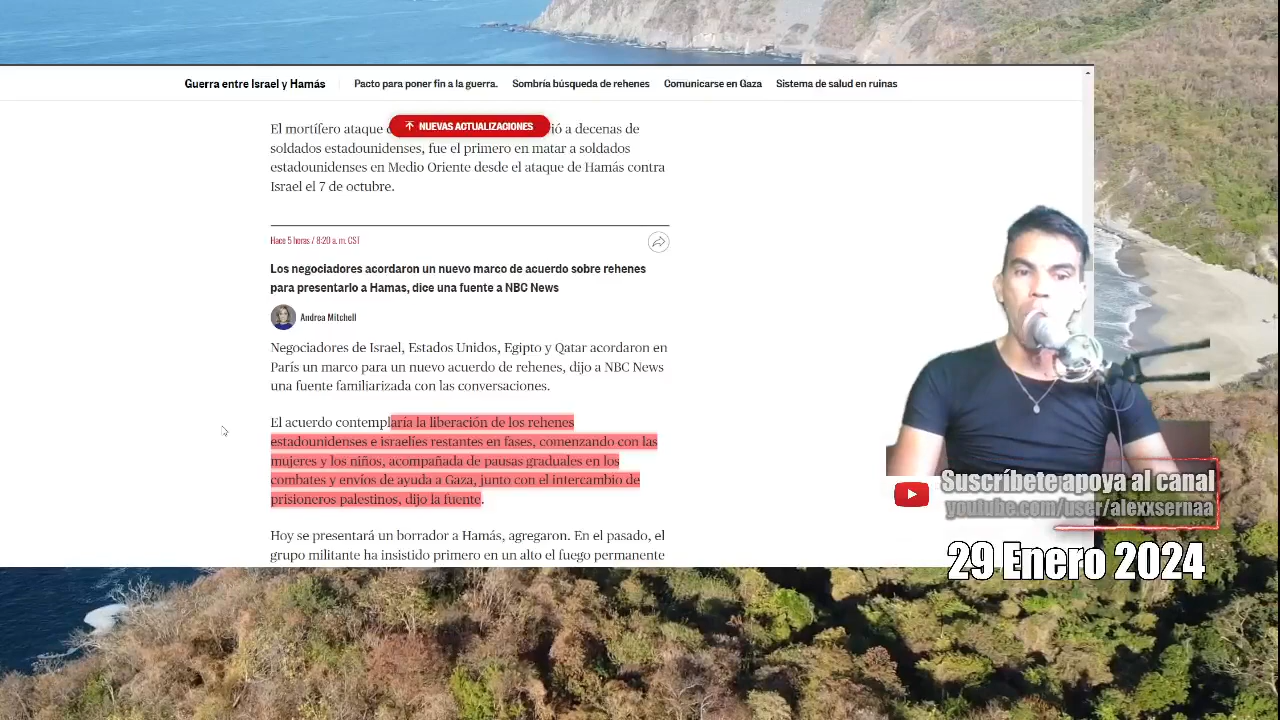 Guerra entre Israel y Hamás
Pacto para poner fin a la guerra.
Sombría búsqueda de rehenes
Comunicarse en Gaza
Sistema de salud en ruinas
El mortífero ataque
NUEVAS ACTUALIZACIONES
ió a decenas de
soldados estadounidenses, fue el primero en matar a soldados
estadounidenses en Medio Oriente desde el ataque de Hamás contra
Israel el 7 de octubre.
Hace 5 horas / 8:20 a. m. CST
Los negociadores acordaron un nuevo marco de acuerdo sobre rehenes
para presentarlo a Hamas, dice una fuente a NBC News
Andrea Mitchell
Negociadores de Israel, Estados Unidos, Egipto y Qatar acordaron en
París un marco para un nuevo acuerdo de rehenes, dijo a NBC News
una fuente familiarizada con las conversaciones.
El acuerdo contemplaría la liberación de los rehenes
estadounidenses e israelíes restantes en fases, comenzando con las
mujeres y los niños, acompañada de pausas graduales en los
combates y envíos de ayuda a Gaza, junto con el intercambio de
prisioneros palestinos, dijo la fuente.
Hoy se presentará un borrador a Hamás, agregaron. En el pasado, el
grupo militante ha insistido primero en un alto el fuego permanente
Suscríbete apoya al canal
youtube.com/user/alexxsernaa
29 Enero 2024